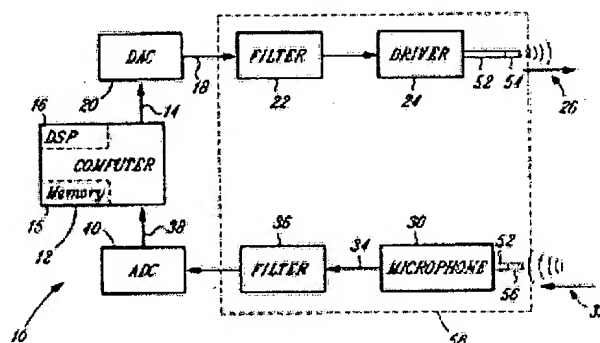 DAC
FILTER
DRIVER
20
18
22
24
52
54
26
16
14
DSP
COMPUTER
Memory
15
12
40
38
36
34
30
52
56
ADC
FILTER
MICROPHONE
10
58